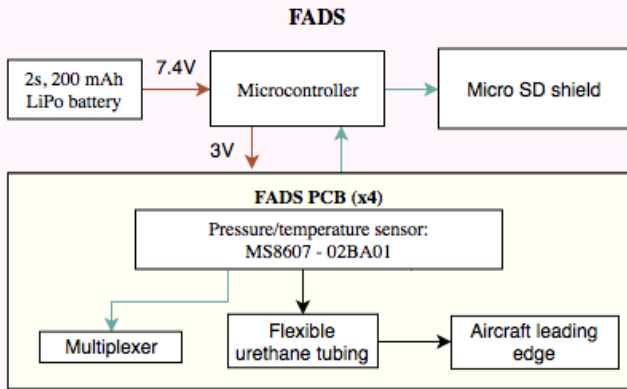 FADS
2s, 200 mAh
LiPo battery
7.4V
Microcontroller
Micro SD shield
3V
FADS PCB (x4)
Pressure/temperature sensor:
MS8607 - 02BA01
Multiplexer
Flexible
urethane tubing
Aircraft leading
edge